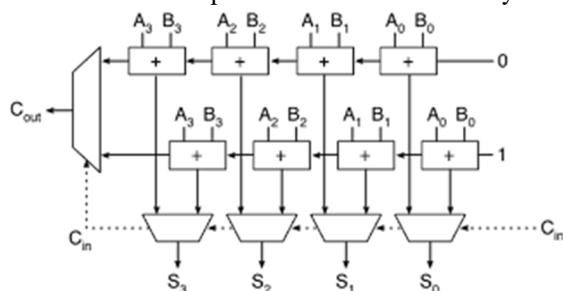 A3 B3 A2 B2 A1 B1 A0 B0
+ + + + 0
Cout
A3 B3 A2 B2 A1 B1 A0 B0
+ + + + 1
Cin Cin
S3 S2 S1 S0